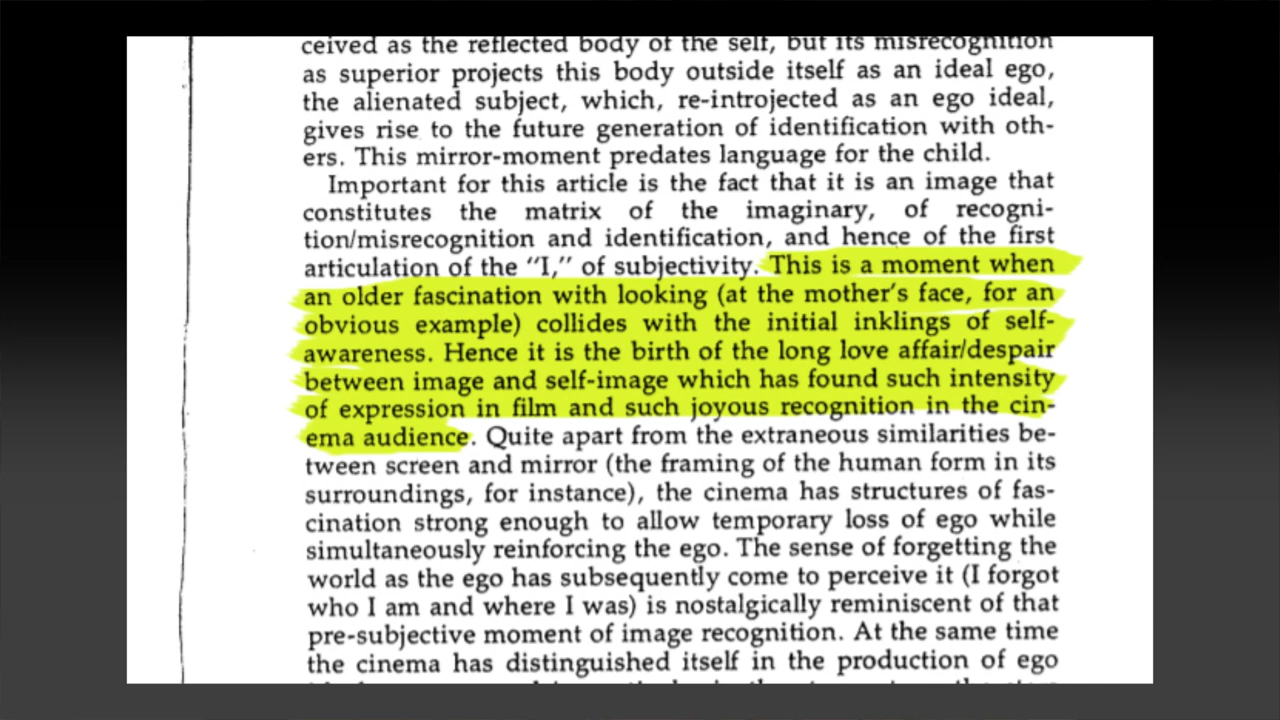 ceived as the reflected body of the self, but its misrecognition
as superior projects this body outside itself as an ideal ego,
the alienated subject, which, re-introjected as an ego ideal,
gives rise to the future generation of identification with oth-
ers. This mirror-moment predates language for the child.
Important for this article is the fact that it is an image that
constitutes the matrix of the imaginary, of recogni-
tion/misrecognition and identification, and hence of the first
articulation of the “I,” of subjectivity. This is a moment when
an older fascination with looking (at the mother’s face, for an
obvious example) collides with the initial inklings of self-
awareness. Hence it is the birth of the long love affair/despair
between image and self-image which has found such intensity
of expression in film and such joyous recognition in the cin-
ema audience. Quite apart from the extraneous similarities be-
tween screen and mirror (the framing of the human form in its
surroundings, for instance), the cinema has structures of fas-
cination strong enough to allow temporary loss of ego while
simultaneously reinforcing the ego. The sense of forgetting the
world as the ego has subsequently come to perceive it (I forgot
who I am and where I was) is nostalgically reminiscent of that
pre-subjective moment of image recognition. At the same time
the cinema has distinguished itself in the production of ego